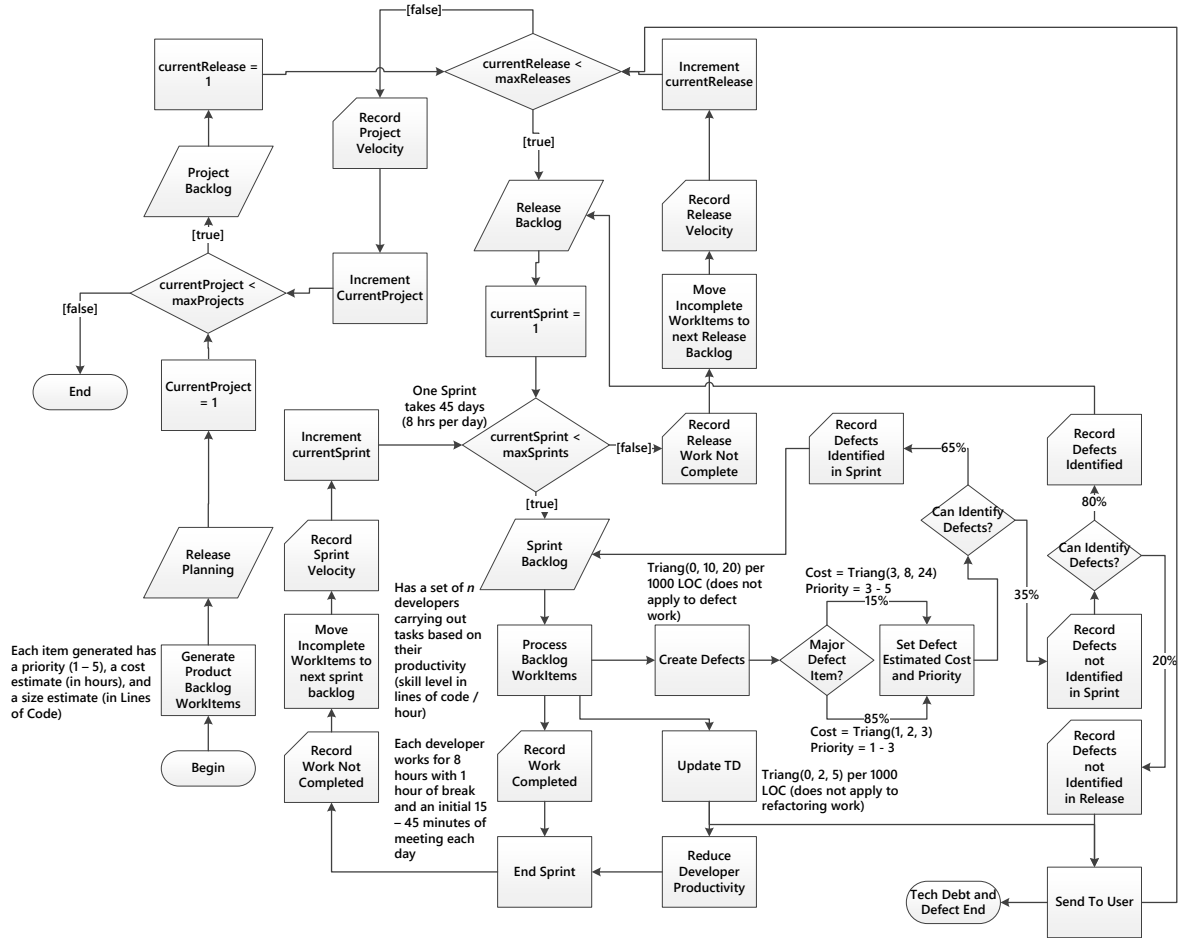 [false]
currentRelease =
1
currentRelease <
maxReleases
Increment
currentRelease
Record
Project
Velocity
[true]
Project
Backlog
Release
Backlog
Record
Release
Velocity
[true]
currentProject <
maxProjects
Increment
CurrentProject
[false]
currentSprint =
1
Move
Incomplete
WorkItems to
next Release
Backlog
End
CurrentProject
= 1
One Sprint
takes 45 days
(8 hrs per day)
Increment
currentSprint
currentSprint <
maxSprints
[false]
Record
Release
Work Not
Complete
Record
Defects
Identified
in Sprint
65%
Record
Defects
Identified
[true]
80%
Can Identify
Defects?
Release
Planning
Record
Sprint
Velocity
Sprint
Backlog
Can Identify
Defects?
Has a set of n
developers
carrying out
tasks based on
their
productivity
(skill level in
lines of code /
hour)
Triang(0, 10, 20) per
1000 LOC (does not
apply to defect
work)
Cost = Triang(3, 8, 24)
Priority = 3 - 5
15%
35%
Each item generated has
a priority (1 – 5), a cost
estimate (in hours), and
a size estimate (in Lines
of Code)
Generate
Product
Backlog
WorkItems
Move
Incomplete
WorkItems to
next sprint
backlog
Process
Backlog
WorkItems
Create Defects
Major
Defect
Item?
Set Defect
Estimated Cost
and Priority
Record
Defects
not
Identified
in Sprint
20%
85%
Cost = Triang(1, 2, 3)
Priority = 1 - 3
Begin
Record
Work Not
Completed
Each developer
works for 8
hours with 1
hour of break
and an initial 15
– 45 minutes of
meeting each
day
Record
Work
Completed
Update TD
Triang(0, 2, 5) per 1000
LOC (does not apply to
refactoring work)
Record
Defects
not
Identified
in Release
End Sprint
Reduce
Developer
Productivity
Tech Debt and
Defect End
Send To User